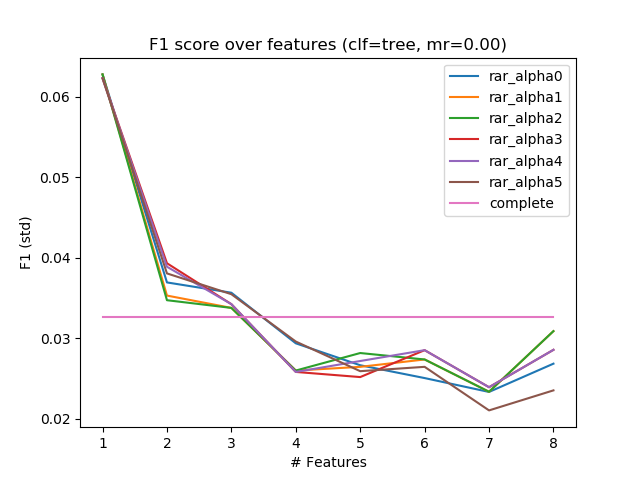 F1 score over features (clf=tree, mr=0.00)
F1 (std)
0.06
0.05
0.04
0.03
0.02
rar_alpha0
rar_alpha1
rar_alpha2
rar_alpha3
rar_alpha4
rar_alpha5
complete
1 2 3 4 5 6 7 8
# Features